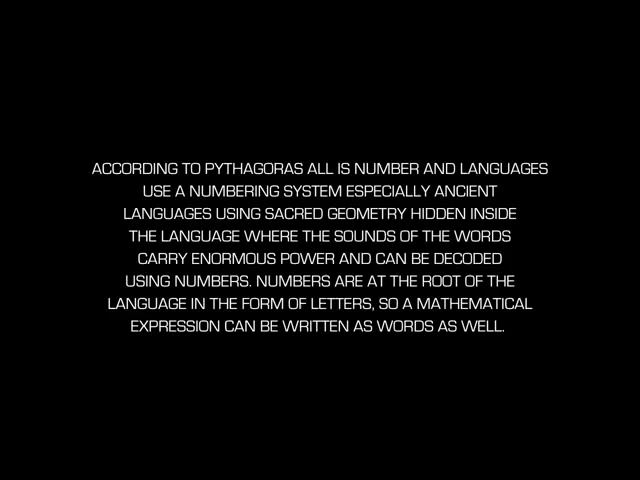 ACCORDING TO PYTHAGORAS ALL IS NUMBER AND LANGUAGES
USE A NUMBERING SYSTEM ESPECIALLY ANCIENT
LANGUAGES USING SACRED GEOMETRY HIDDEN INSIDE
THE LANGUAGE WHERE THE SOUNDS OF THE WORDS
CARRY ENORMOUS POWER AND CAN BE DECODED
USING NUMBERS. NUMBERS ARE AT THE ROOT OF THE
LANGUAGE IN THE FORM OF LETTERS, SO A MATHEMATICAL
EXPRESSION CAN BE WRITTEN AS WORDS AS WELL.